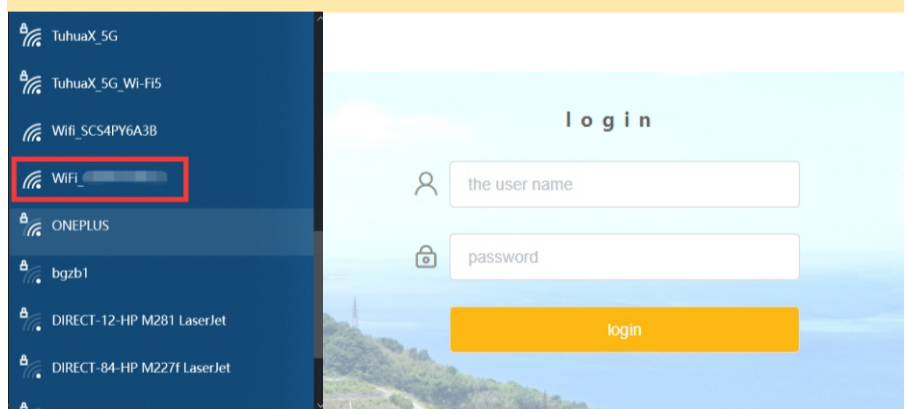 TuhuaX_5G
TuhuaX_5G_Wi-Fi5
Wifi_SCS4PY6A3B
WiFi_
ONEPLUS
bgzb1
DIRECT-12-HP M281 LaserJet
DIRECT-84-HP M227f LaserJet
login
the user name
password
login